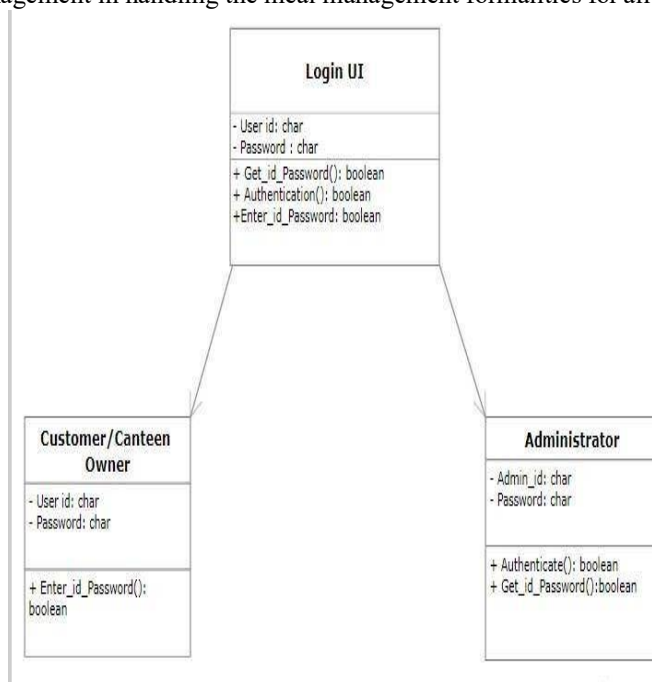 agement in handling the meal management formalities for an
Login UI
- User id: char
- Password : char
+ Get_id_Password(): boolean
+ Authentication(): boolean
+Enter_id_Password: boolean
Customer/Canteen
Owner
- User id: char
- Password: char
+ Enter_id_Password():
boolean
Administrator
- Admin_id: char
- Password: char
+ Authenticate(): boolean
+ Get_id_Password():boolean